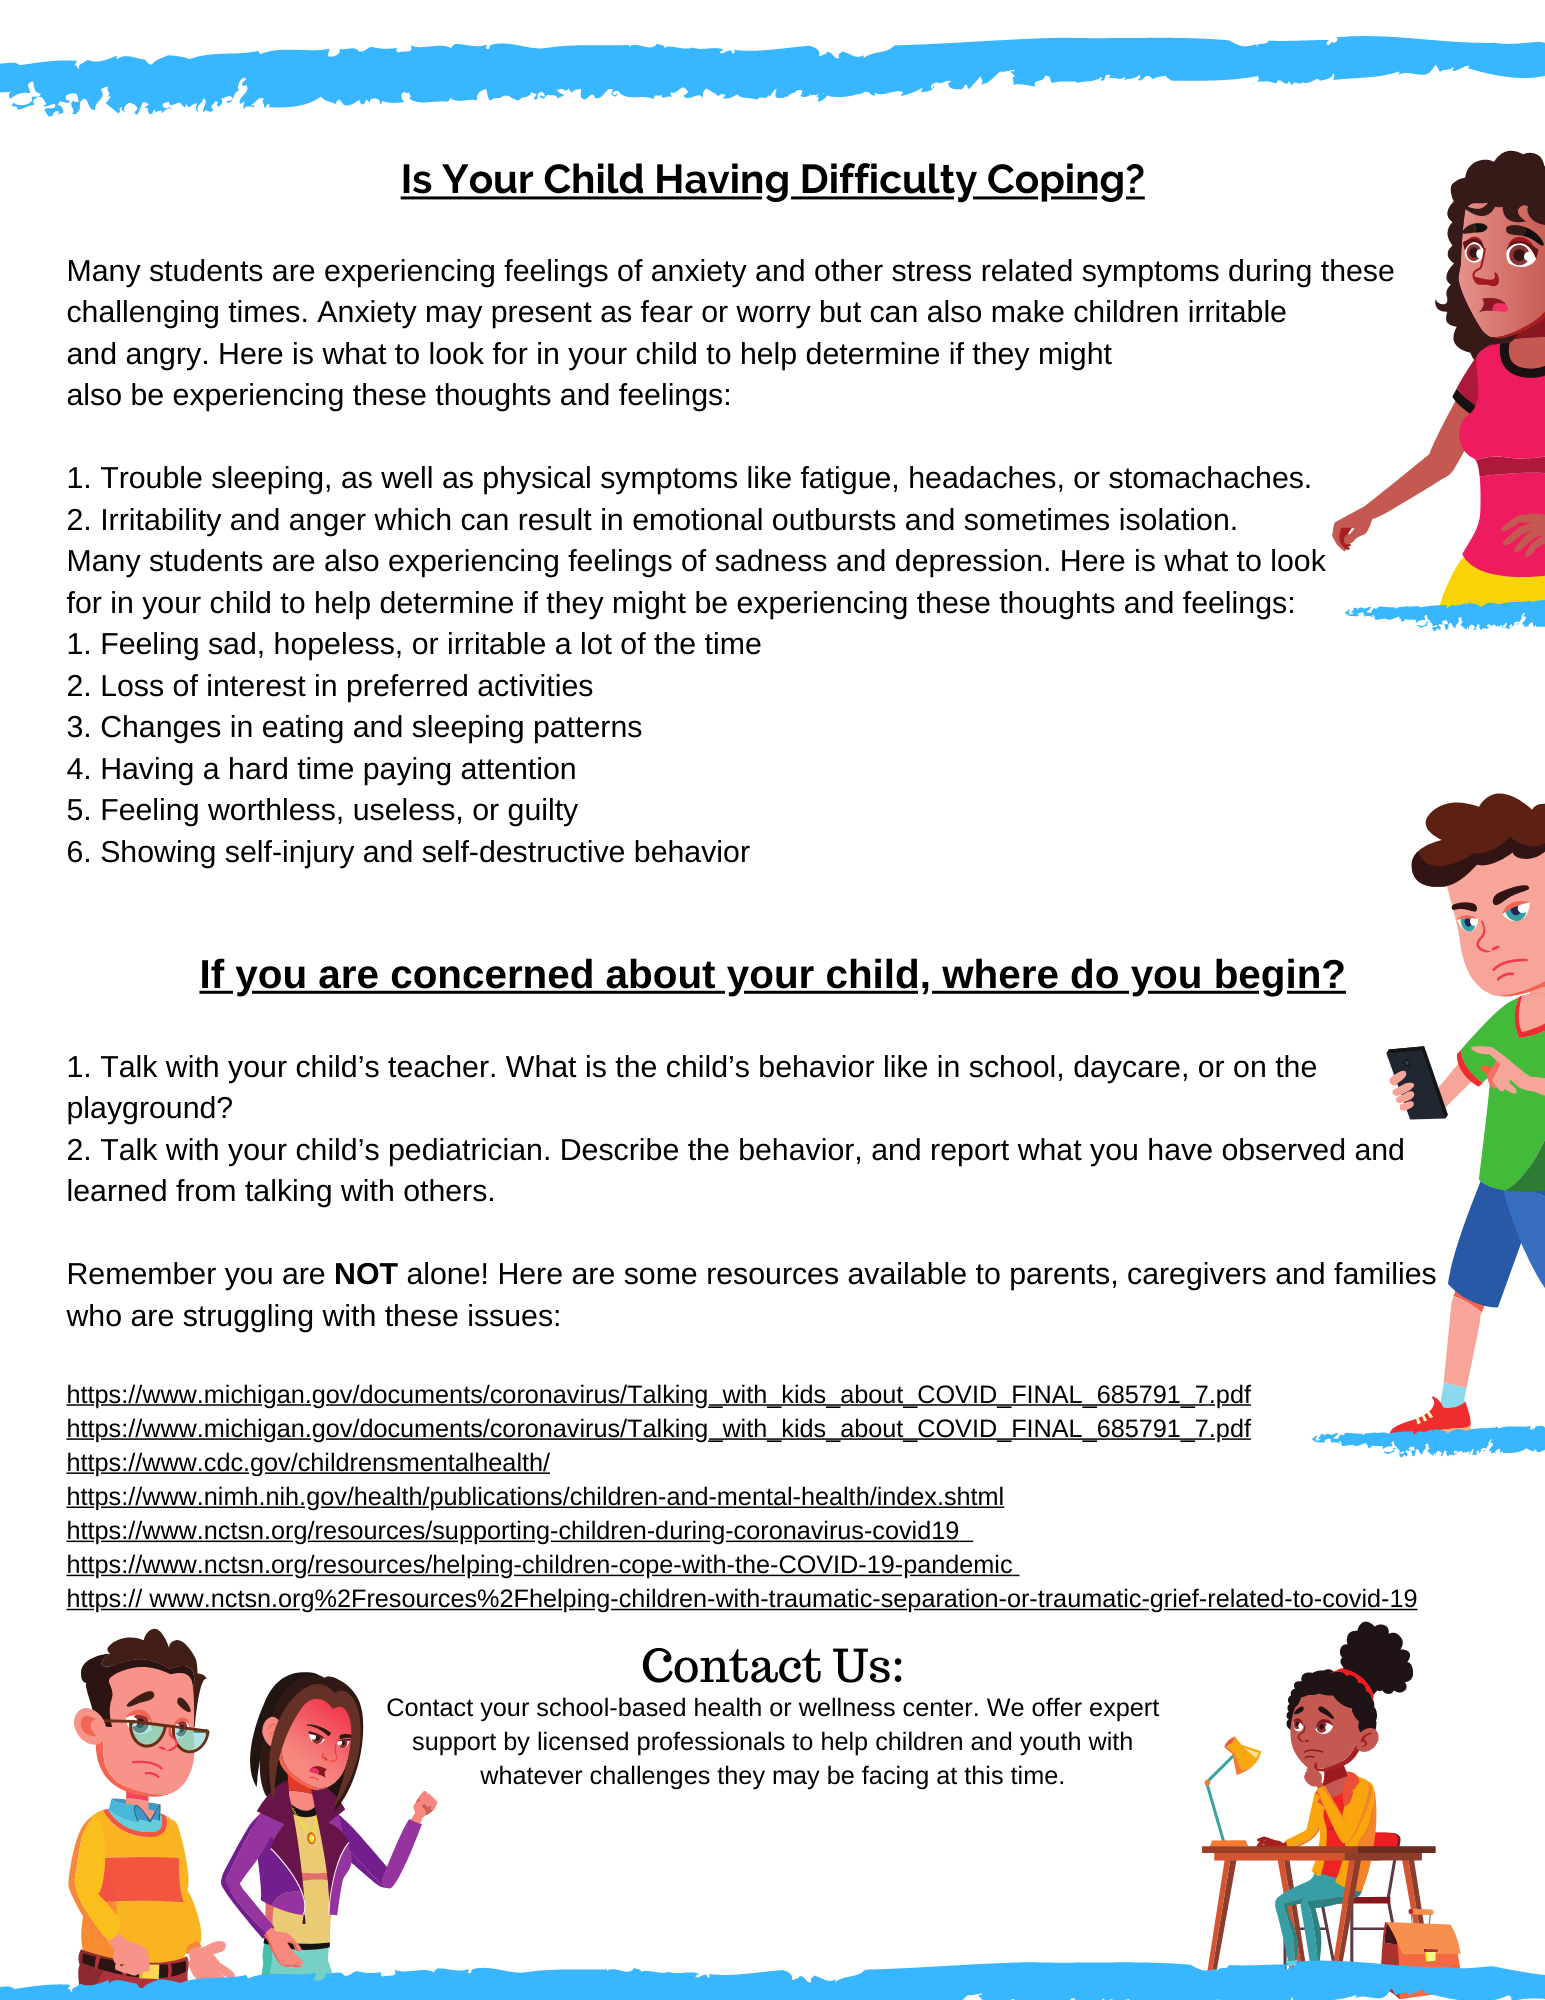 Is Your Child Having Difficulty Coping?
Many students are experiencing feelings of anxiety and other stress related symptoms during these
challenging times. Anxiety may present as fear or worry but can also make children irritable
and angry. Here is what to look for in your child to help determine if they might
also be experiencing these thoughts and feelings:
1. Trouble sleeping, as well as physical symptoms like fatigue, headaches, or stomachaches.
2. Irritability and anger which can result in emotional outbursts and sometimes isolation.
Many students are also experiencing feelings of sadness and depression. Here is what to look
for in your child to help determine if they might be experiencing these thoughts and feelings:
1. Feeling sad, hopeless, or irritable a lot of the time
2. Loss of interest in preferred activities
3. Changes in eating and sleeping patterns
4. Having a hard time paying attention
5. Feeling worthless, useless, or guilty
6. Showing self-injury and self-destructive behavior
If you are concerned about your child, where do you begin?
1. Talk with your child’s teacher. What is the child’s behavior like in school, daycare, or on the
playground?
2. Talk with your child’s pediatrician. Describe the behavior, and report what you have observed and
learned from talking with others.
Remember you are NOT alone! Here are some resources available to parents, caregivers and families
who are struggling with these issues:
https://www.michigan.gov/documents/coronavirus/Talking_with_kids_about_COVID_FINAL_685791_7.pdf
https://www.michigan.gov/documents/coronavirus/Talking_with_kids_about_COVID_FINAL_685791_7.pdf
https://www.cdc.gov/childrensmentalhealth/
https://www.nimh.nih.gov/health/publications/children-and-mental-health/index.shtml
https://www.nctsn.org/resources/supporting-children-during-coronavirus-covid19
https://www.nctsn.org/resources/helping-children-cope-with-the-COVID-19-pandemic
https:// www.nctsn.org%2Fresources%2Fhelping-children-with-traumatic-separation-or-traumatic-grief-related-to-covid-19
Contact Us:
Contact your school-based health or wellness center. We offer expert
support by licensed professionals to help children and youth with
whatever challenges they may be facing at this time.